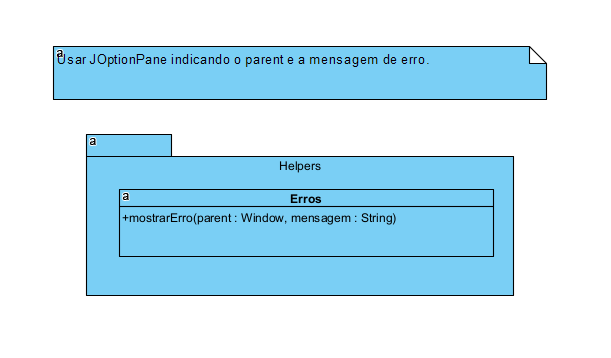 a
Usar JOptionPane indicando o parent e a mensagem de erro.
a
Helpers
a
Erros
+mostrarErro(parent : Window, mensagem : String)